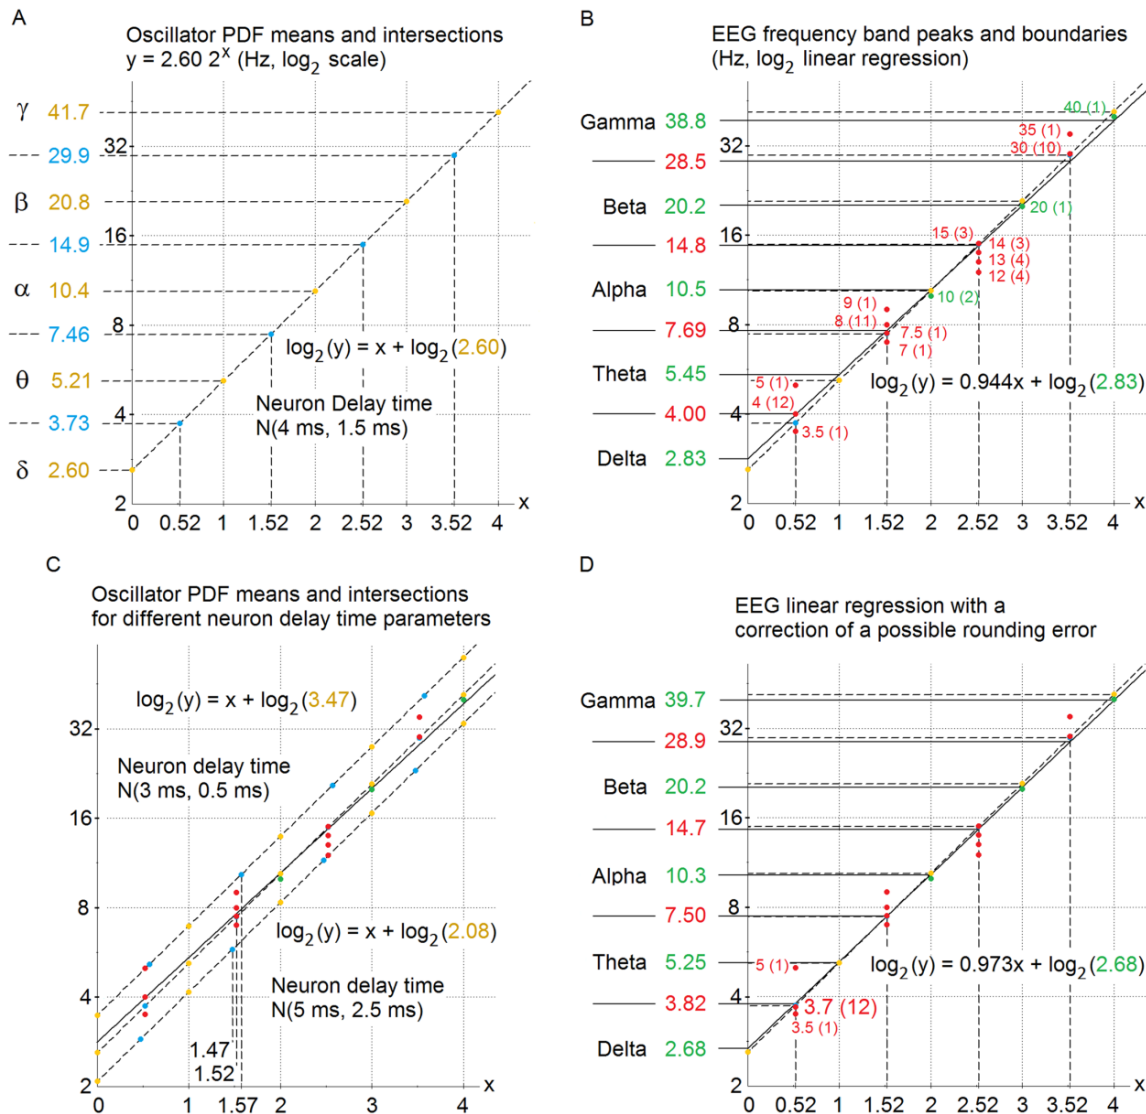 A
Oscillator PDF means and intersections
y = 2.60 2^x (Hz, log₂ scale)
γ 41.7
32
29.9
β 20.8
16
14.9
α 10.4
8
7.46
log₂(y) = x + log₂(2.60)
θ 5.21
Neuron Delay time
N(4 ms, 1.5 ms)
4
3.73
δ 2.60
2
x
0 0.52 1 1.52 2 2.52 3 3.52 4
B
EEG frequency band peaks and boundaries
(Hz, log₂ linear regression)
40 (1)
Gamma 38.8
35 (1)
32
30 (10)
28.5
Beta 20.2
20 (1)
16
15 (3)
14 (3)
14.8
13 (4)
12 (4)
Alpha 10.5
10 (2)
9 (1)
8 (11)
8
7.69
7.5 (1)
7 (1)
Theta 5.45
log₂(y) = 0.944x + log₂(2.83)
5 (1)
4 (12)
4
4.00
3.5 (1)
Delta 2.83
2
x
0 0.52 1 1.52 2 2.52 3 3.52 4
C
Oscillator PDF means and intersections
for different neuron delay time parameters
log₂(y) = x + log₂(3.47)
32
Neuron delay time
N(3 ms, 0.5 ms)
16
8
log₂(y) = x + log₂(2.08)
Neuron delay time
N(5 ms, 2.5 ms)
4
1.47
1.52
2
x
0 1 1.57 2 3 4
D
EEG linear regression with a
correction of a possible rounding error
Gamma 39.7
32
28.9
Beta 20.2
16
14.7
Alpha 10.3
8
7.50
Theta 5.25
log₂(y) = 0.973x + log₂(2.68)
5 (1)
4
3.82
3.7 (12)
3.5 (1)
Delta 2.68
2
x
0 0.52 1 1.52 2 2.52 3 3.52 4